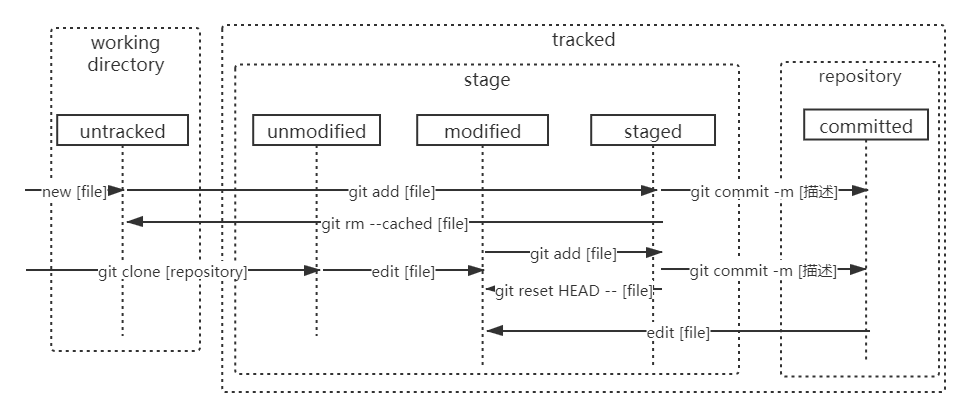 working
directory
tracked
stage
repository
untracked
unmodified
modified
staged
committed
new [file]
git add [file]
git commit -m [描述]
git rm --cached [file]
git add [file]
git clone [repository]
edit [file]
git commit -m [描述]
git reset HEAD -- [file]
edit [file]